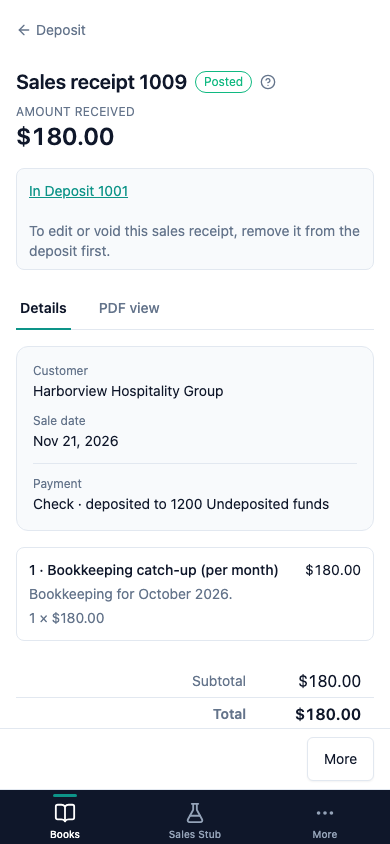 Deposit
Sales receipt 1009 Posted
AMOUNT RECEIVED
$180.00
In Deposit 1001
To edit or void this sales receipt, remove it from the
deposit first.
Details PDF view
Customer
Harborview Hospitality Group
Sale date
Nov 21, 2026
Payment
Check · deposited to 1200 Undeposited funds
1 · Bookkeeping catch-up (per month) $180.00
Bookkeeping for October 2026.
1 × $180.00
Subtotal $180.00
Total $180.00
More
Books Sales Stub More